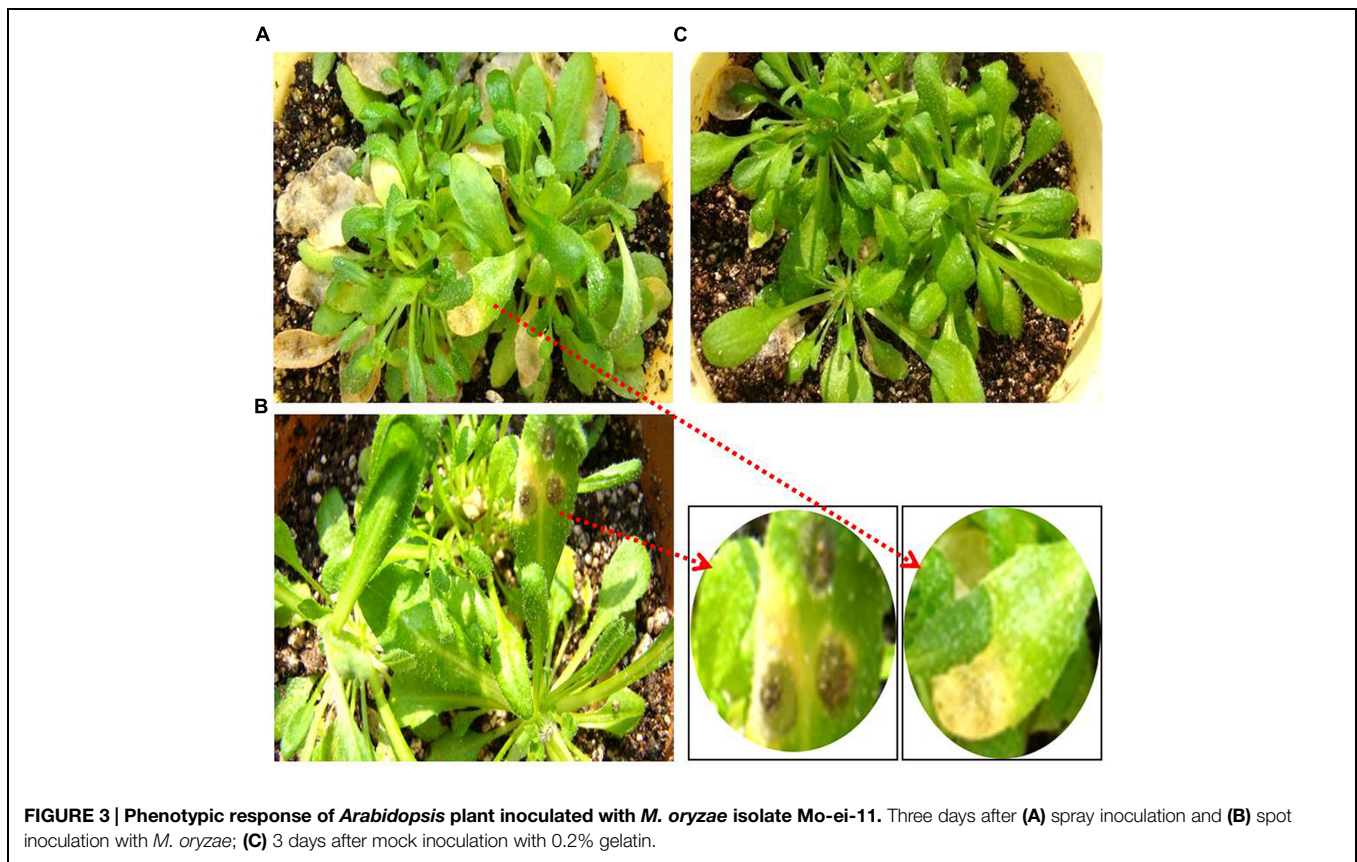 A
C
B
FIGURE 3 | Phenotypic response of Arabidopsis plant inoculated with M. oryzae isolate Mo-ei-11. Three days after (A) spray inoculation and (B) spot
inoculation with M. oryzae; (C) 3 days after mock inoculation with 0.2% gelatin.